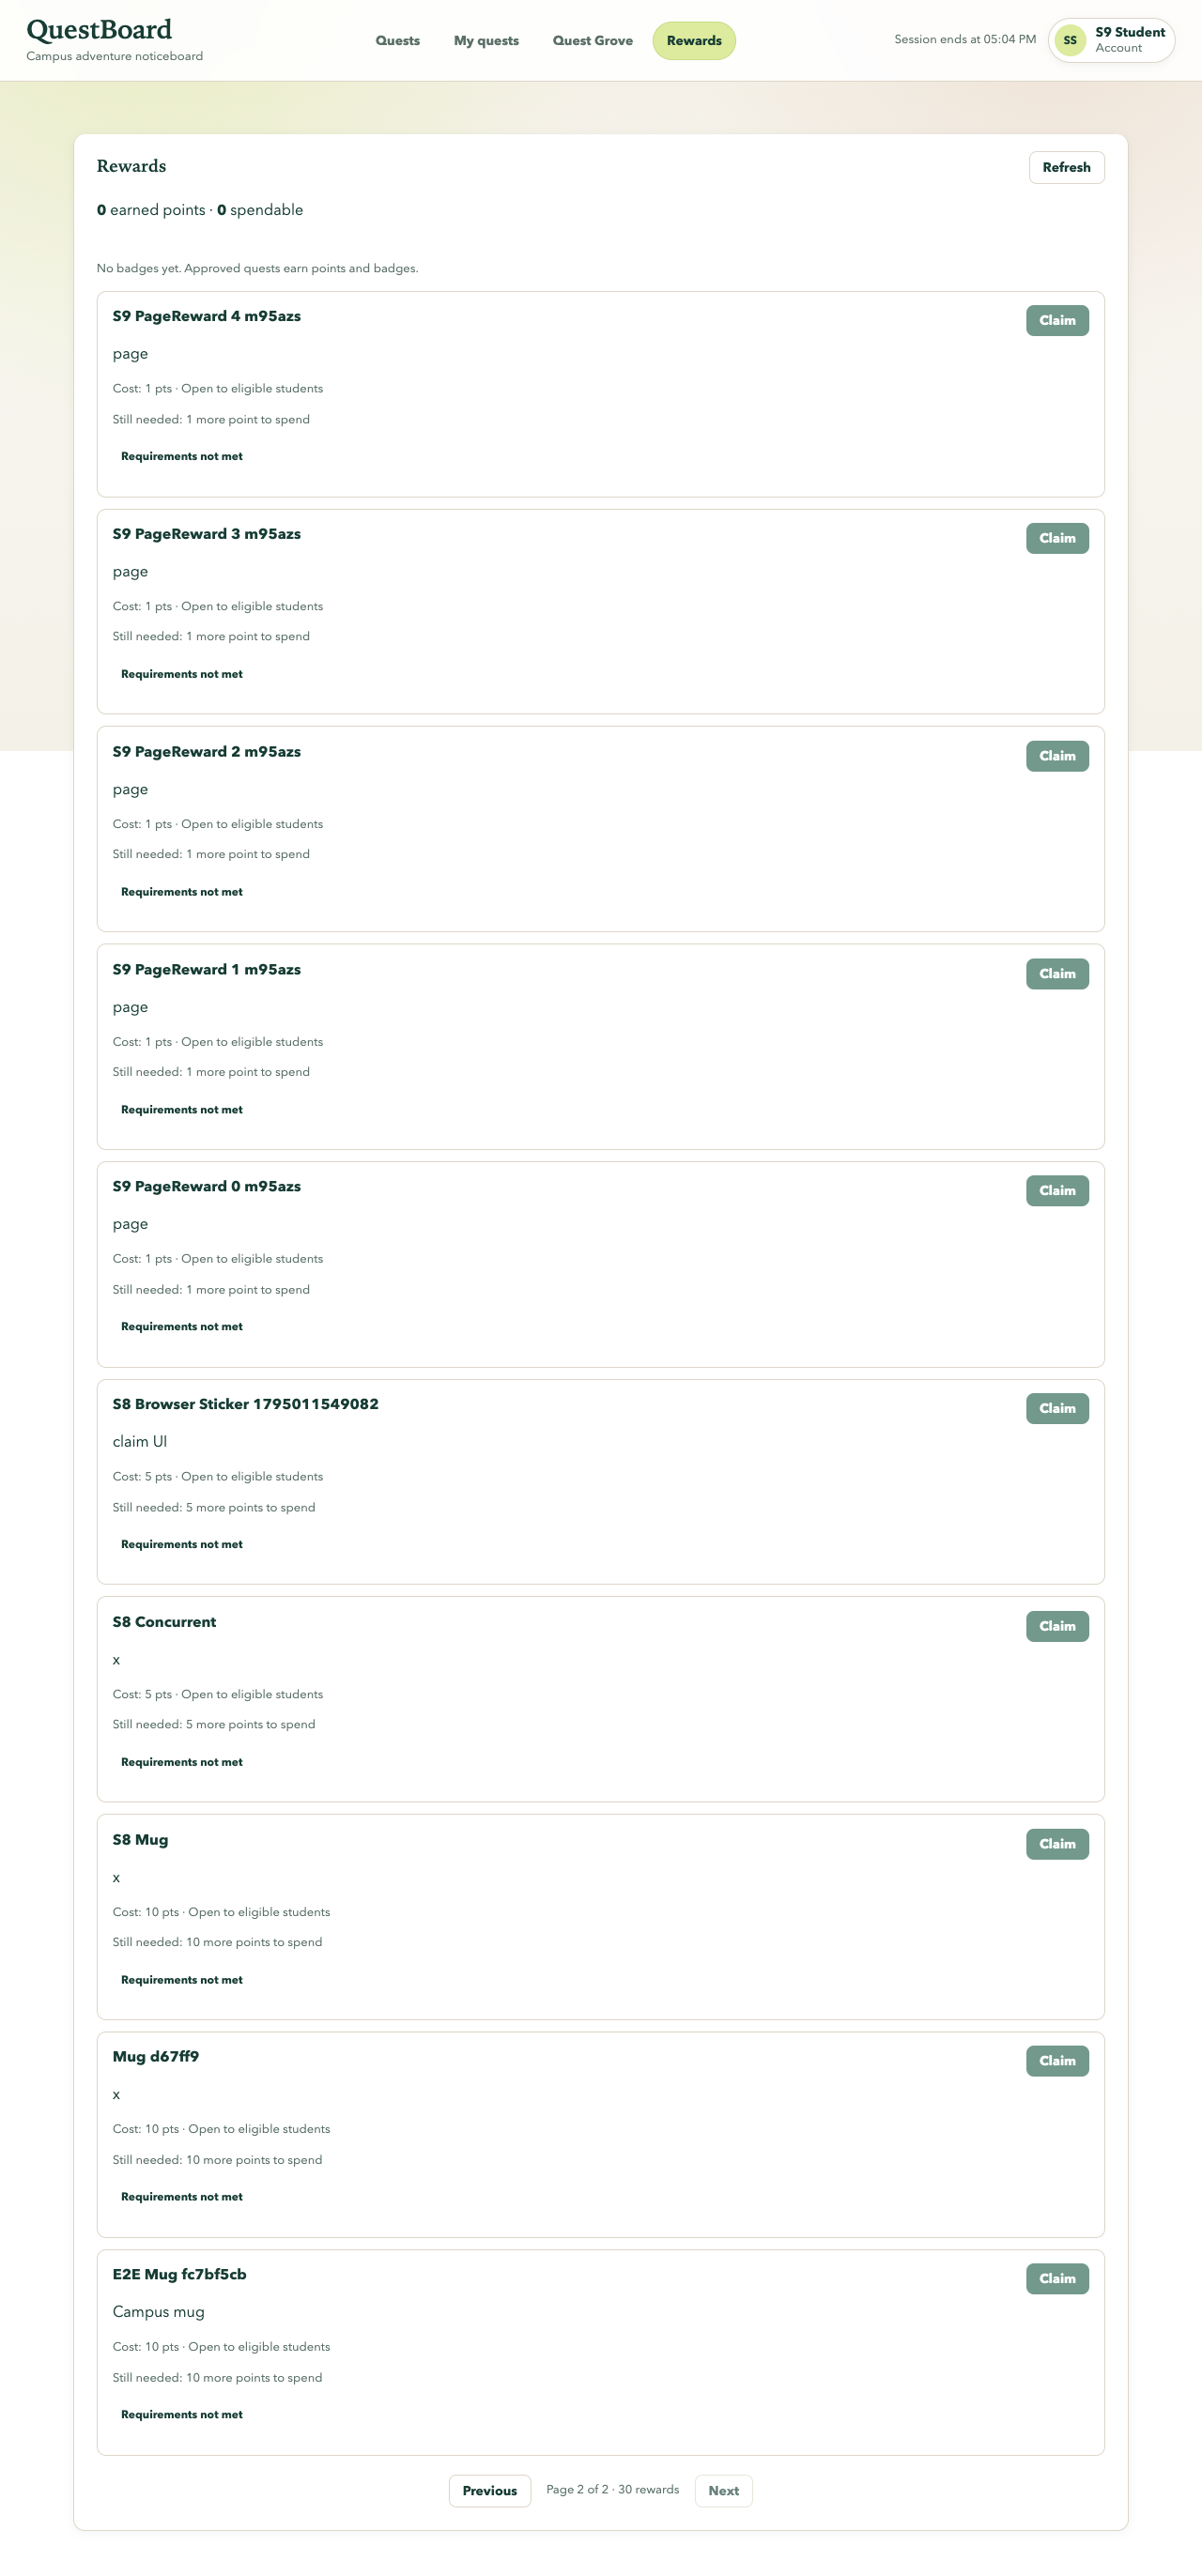 QuestBoard
Campus adventure noticeboard
Quests
My quests
Quest Grove
Rewards
Session ends at 05:04 PM
SS
S9 Student
Account
Rewards
Refresh
0 earned points · 0 spendable
No badges yet. Approved quests earn points and badges.
S9 PageReward 4 m95azs
Claim
page
Cost: 1 pts · Open to eligible students
Still needed: 1 more point to spend
Requirements not met
S9 PageReward 3 m95azs
Claim
page
Cost: 1 pts · Open to eligible students
Still needed: 1 more point to spend
Requirements not met
S9 PageReward 2 m95azs
Claim
page
Cost: 1 pts · Open to eligible students
Still needed: 1 more point to spend
Requirements not met
S9 PageReward 1 m95azs
Claim
page
Cost: 1 pts · Open to eligible students
Still needed: 1 more point to spend
Requirements not met
S9 PageReward 0 m95azs
Claim
page
Cost: 1 pts · Open to eligible students
Still needed: 1 more point to spend
Requirements not met
S8 Browser Sticker 1795011549082
Claim
claim UI
Cost: 5 pts · Open to eligible students
Still needed: 5 more points to spend
Requirements not met
S8 Concurrent
Claim
x
Cost: 5 pts · Open to eligible students
Still needed: 5 more points to spend
Requirements not met
S8 Mug
Claim
x
Cost: 10 pts · Open to eligible students
Still needed: 10 more points to spend
Requirements not met
Mug d67ff9
Claim
x
Cost: 10 pts · Open to eligible students
Still needed: 10 more points to spend
Requirements not met
E2E Mug fc7bf5cb
Claim
Campus mug
Cost: 10 pts · Open to eligible students
Still needed: 10 more points to spend
Requirements not met
Previous
Page 2 of 2 · 30 rewards
Next